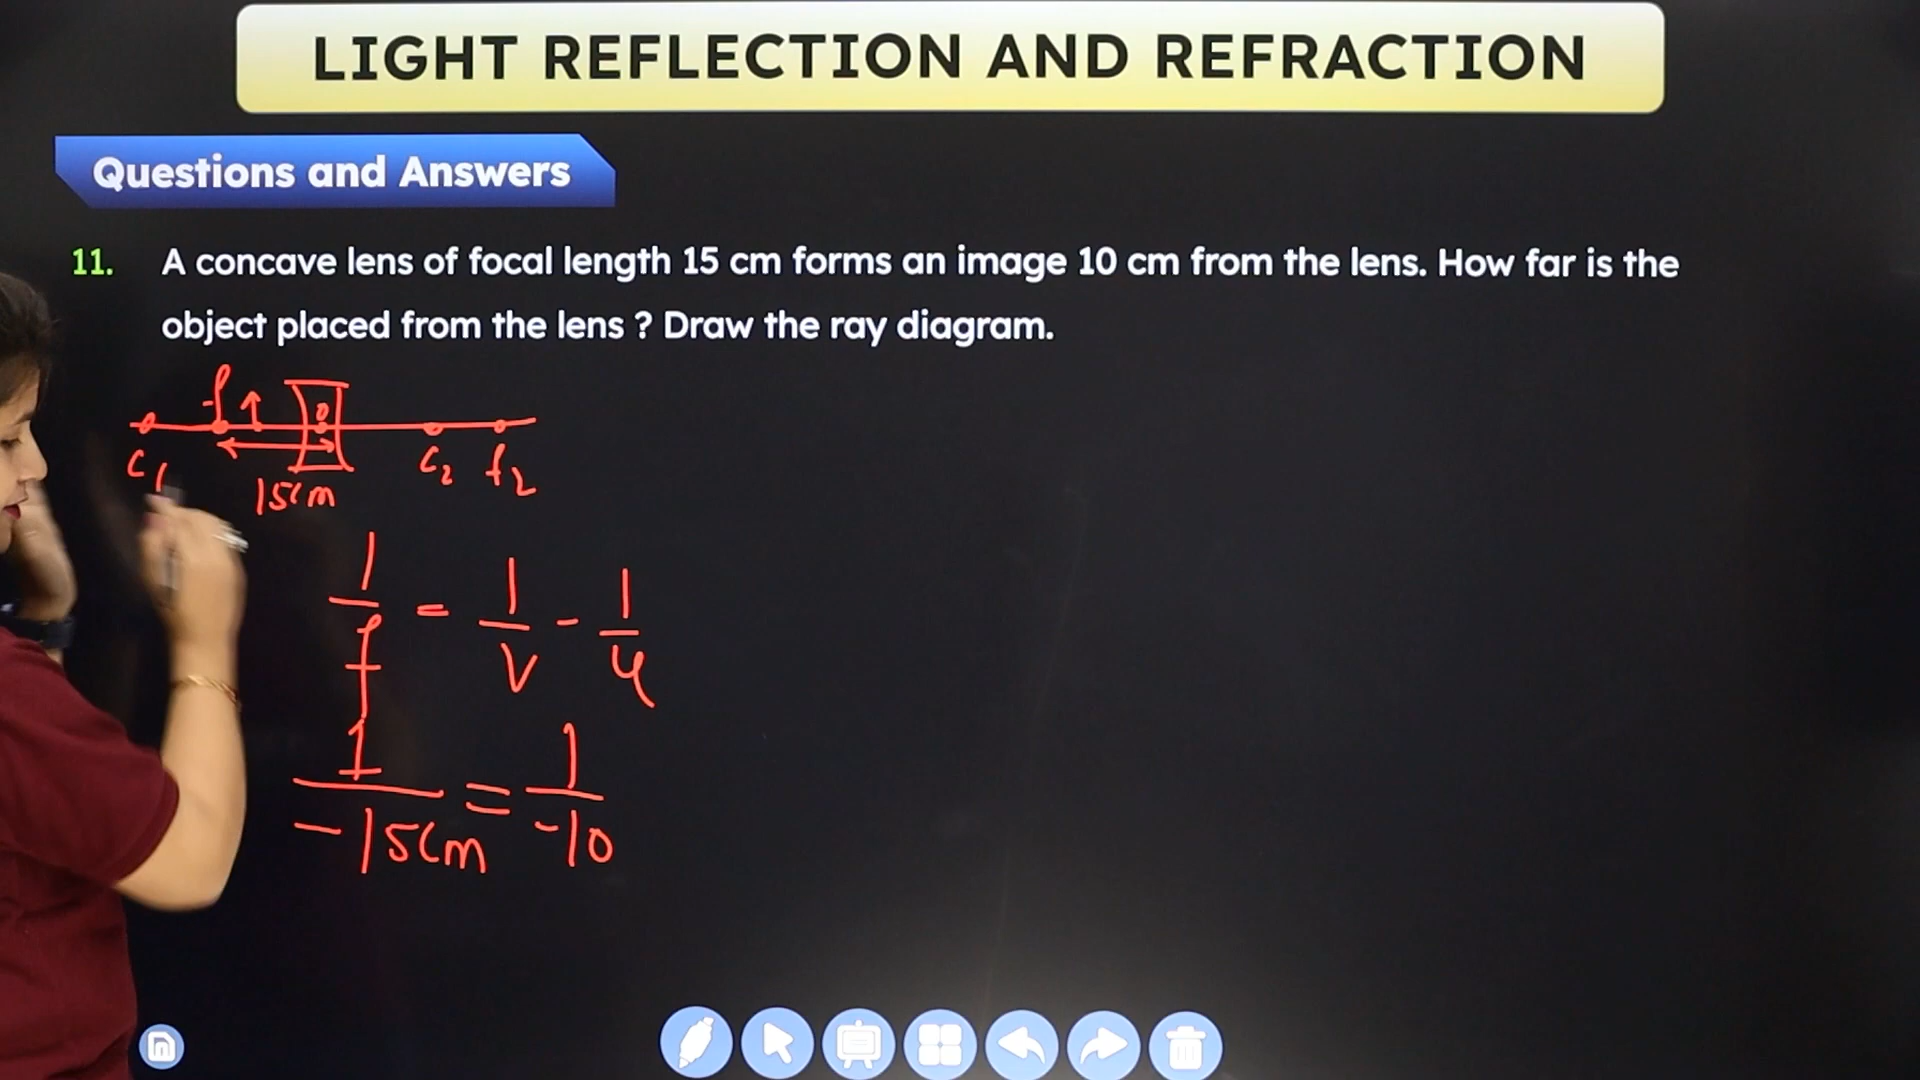 LIGHT REFLECTION AND REFRACTION
Questions and Answers
11. A concave lens of focal length 15 cm forms an image 10 cm from the lens. How far is the
object placed from the lens ? Draw the ray diagram.
f
O
C1 C2 f2
15cm
1/f = 1/v - 1/u
1/-15cm = 1/-10